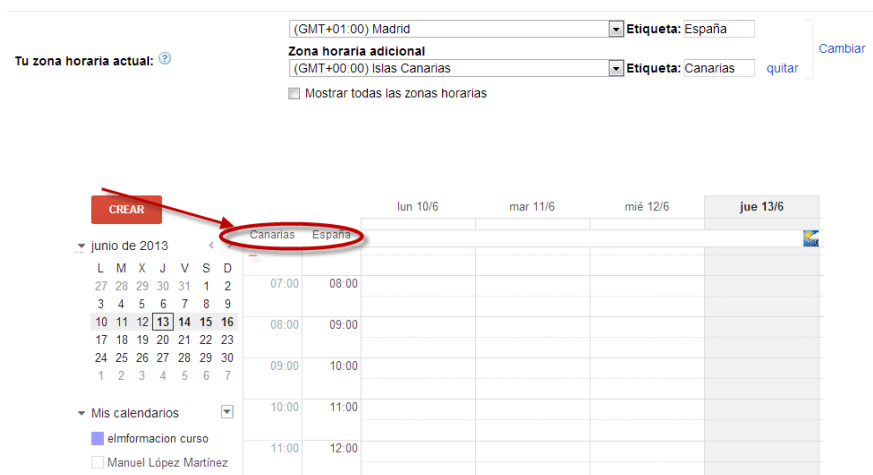 (GMT+01:00) Madrid Etiqueta: España
Zona horaria adicional
Tu zona horaria actual: ? Cambiar
(GMT+00:00) Islas Canarias Etiqueta: Canarias quitar
Mostrar todas las zonas horarias
CREAR
lun 10/6 mar 11/6 mié 12/6 jue 13/6
Canarias España
junio de 2013 < >
L M X J V S D
27 28 29 30 31 1 2
3 4 5 6 7 8 9
10 11 12 13 14 15 16
17 18 19 20 21 22 23
24 25 26 27 28 29 30
1 2 3 4 5 6 7
07:00 08:00
08:00 09:00
09:00 10:00
10:00 11:00
11:00 12:00
Mis calendarios
eImformacion curso
Manuel López Martínez